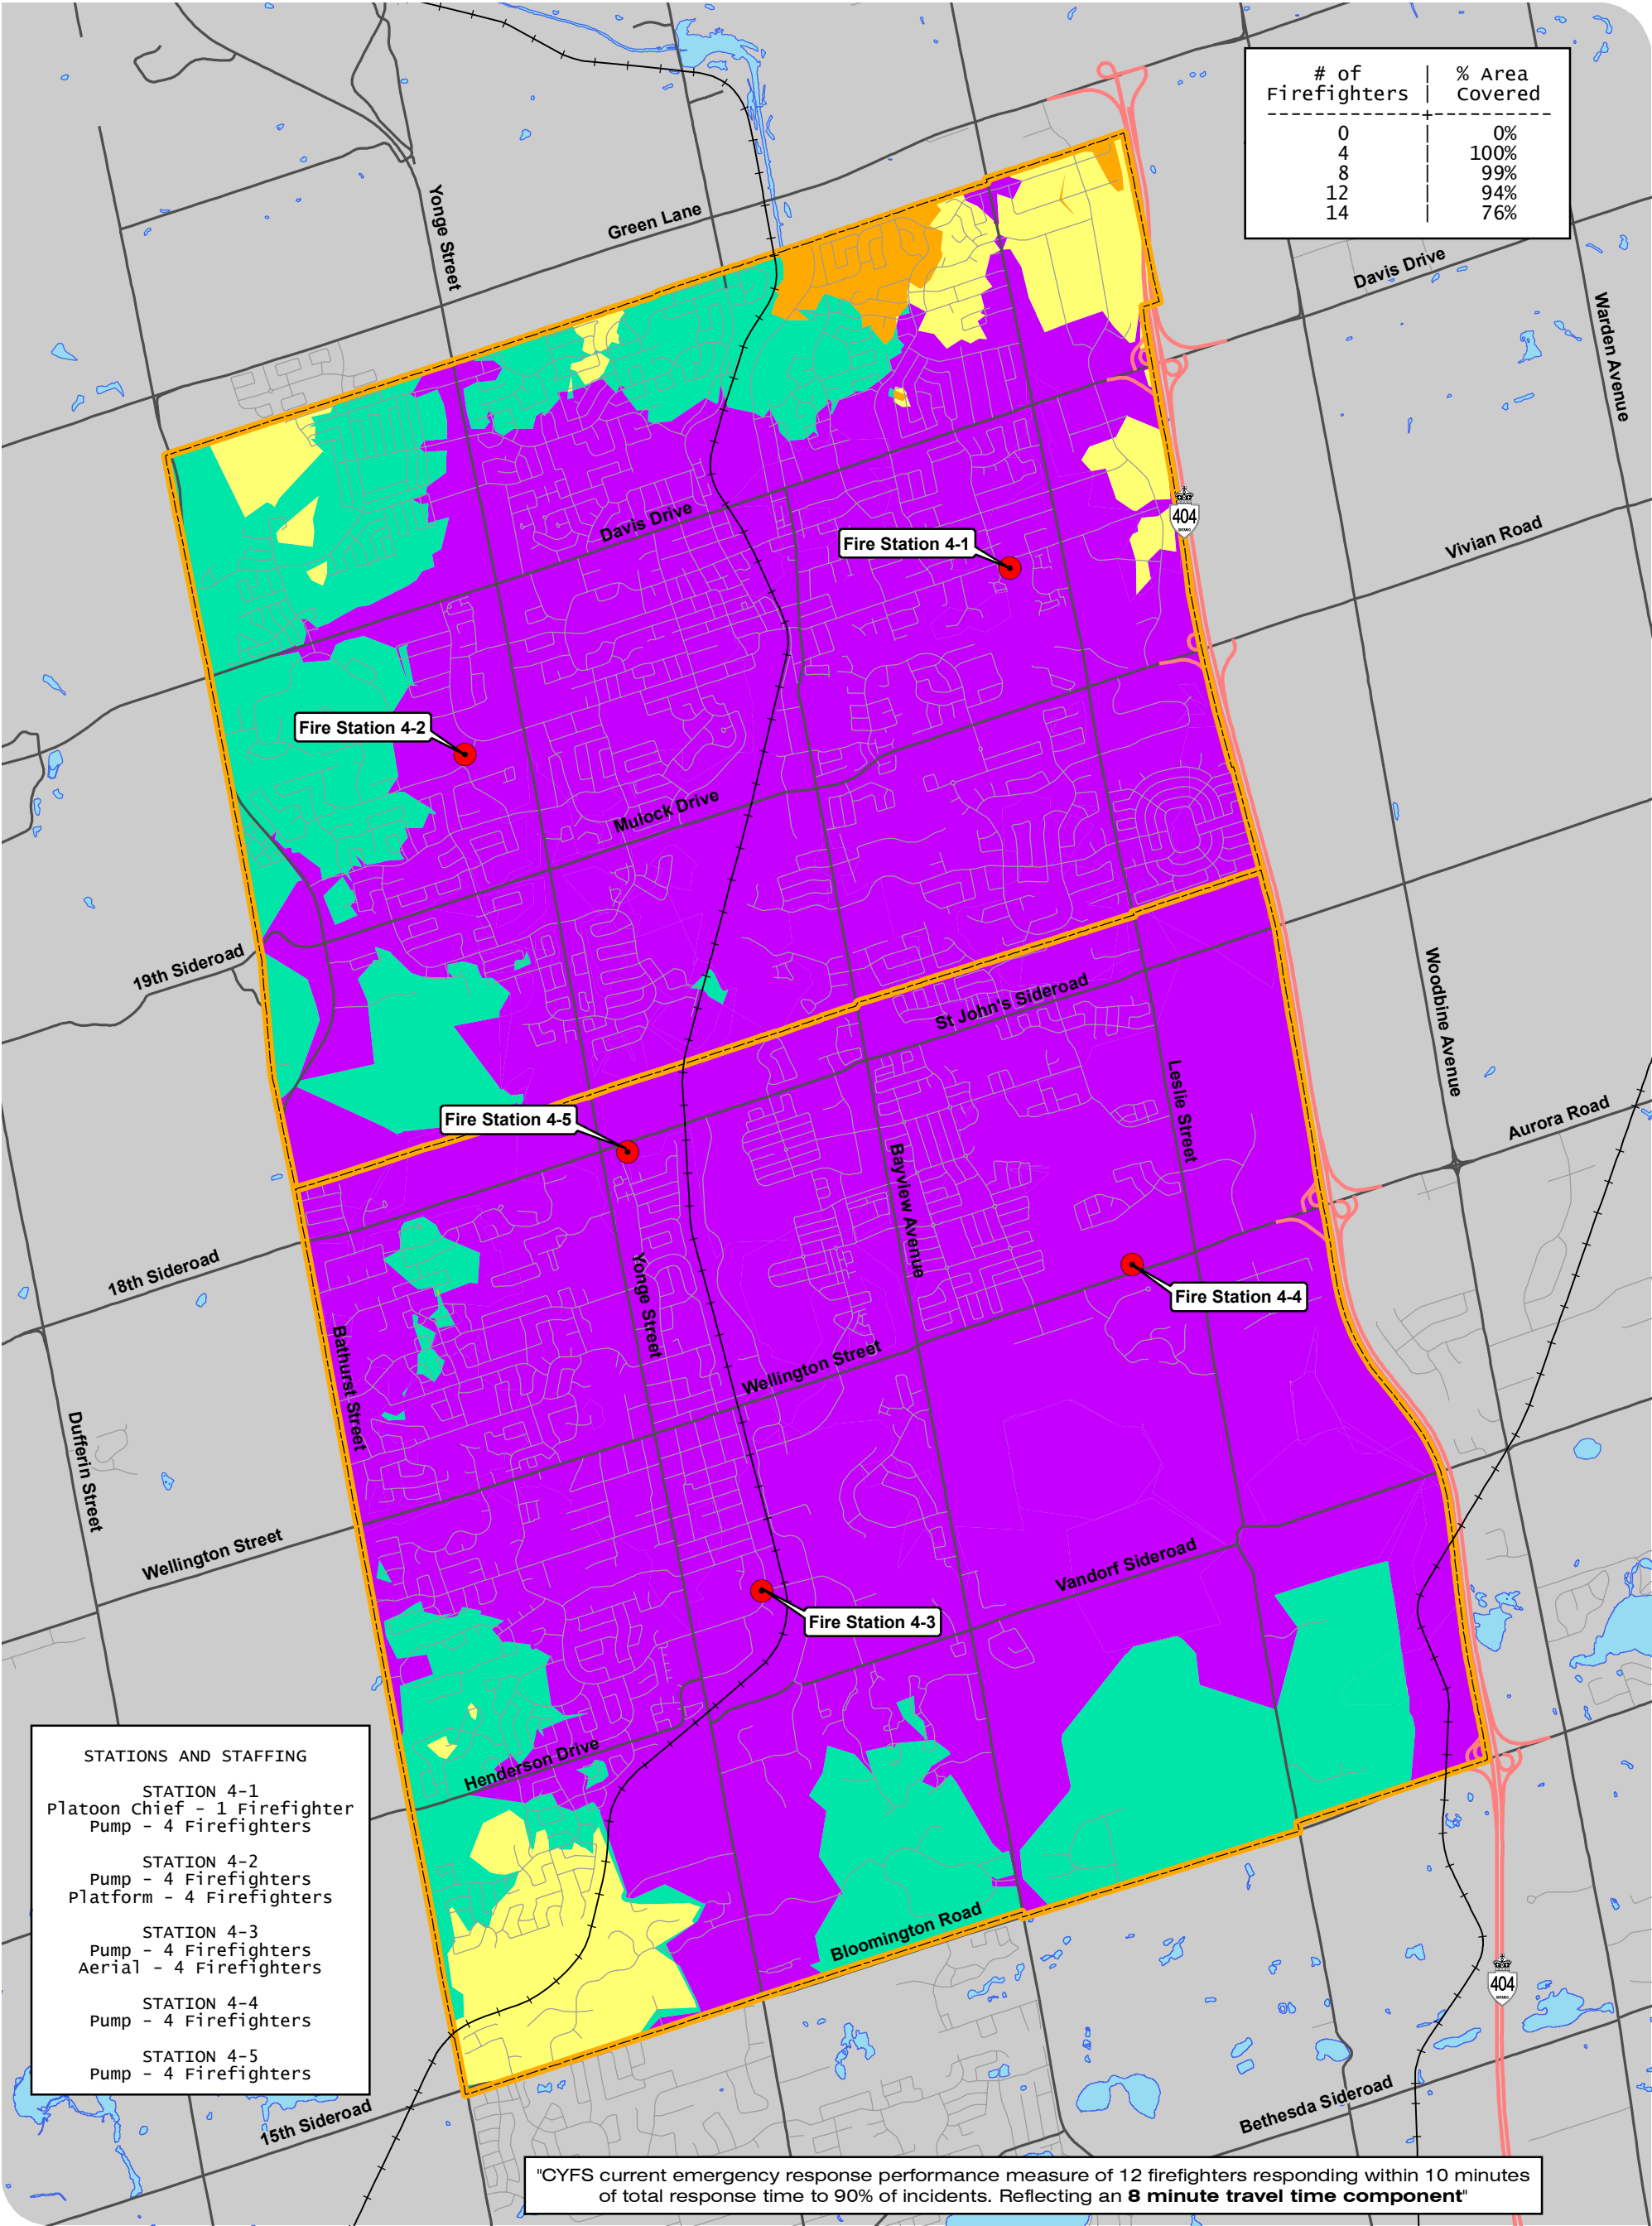 # of | % Area
Firefighters | Covered
------------+---------
0 | 0%
4 | 100%
8 | 99%
12 | 94%
14 | 76%
Yonge Street
Green Lane
Davis Drive
Warden Avenue
Davis Drive
404
ONTARIO
Vivian Road
Fire Station 4-1
Fire Station 4-2
Mulock Drive
19th Sideroad
St John's Sideroad
Woodbine Avenue
Leslie Street
Aurora Road
Fire Station 4-5
Bayview Avenue
18th Sideroad
Yonge Street
Fire Station 4-4
Bathurst Street
Wellington Street
Dufferin Street
Wellington Street
Vandorf Sideroad
Fire Station 4-3
Henderson Drive
STATIONS AND STAFFING
STATION 4-1
Platoon Chief - 1 Firefighter
Pump - 4 Firefighters
STATION 4-2
Pump - 4 Firefighters
Platform - 4 Firefighters
STATION 4-3
Pump - 4 Firefighters
Aerial - 4 Firefighters
STATION 4-4
Pump - 4 Firefighters
STATION 4-5
Pump - 4 Firefighters
Bloomington Road
404
ONTARIO
15th Sideroad
Bethesda Sideroad
"CYFS current emergency response performance measure of 12 firefighters responding within 10 minutes
of total response time to 90% of incidents. Reflecting an 8 minute travel time component"